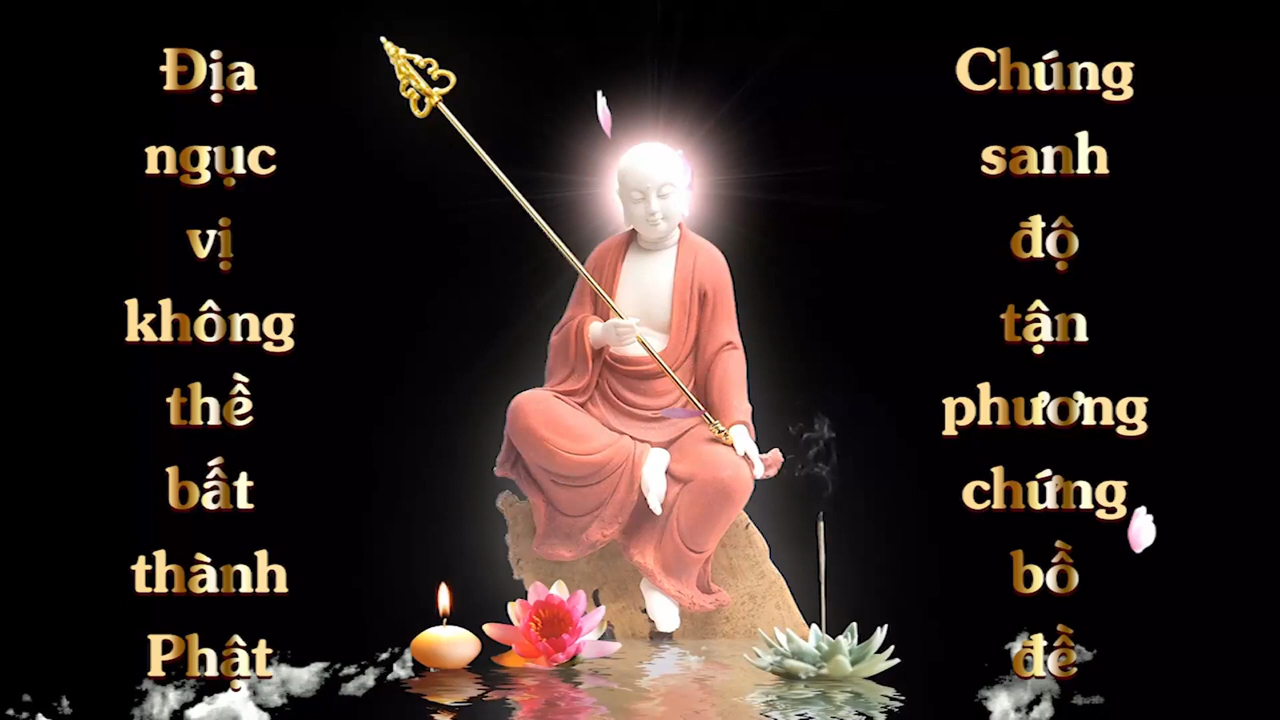 Địa
ngục
vị
không
thề
bất
thành
Phật
Chúng
sanh
độ
tận
phương
chứng
bồ
đề